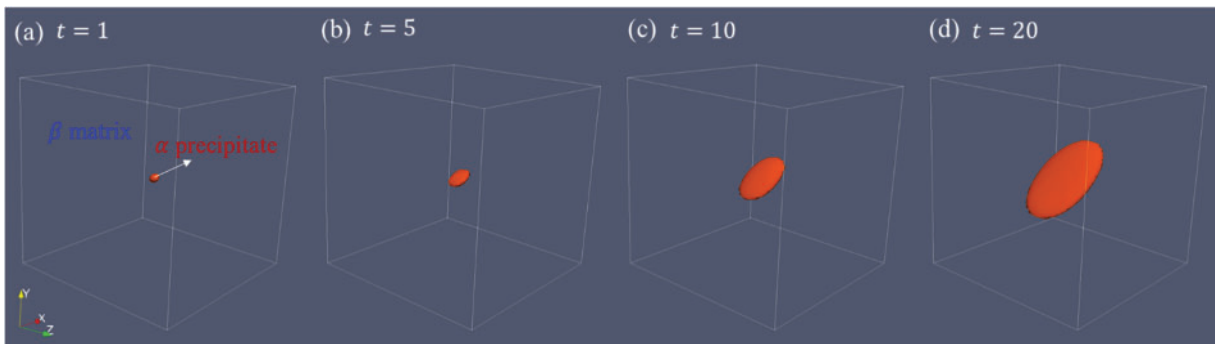 (a) t = 1
(b) t = 5
(c) t = 10
(d) t = 20
β matrix
α precipitate
Y
X
Z